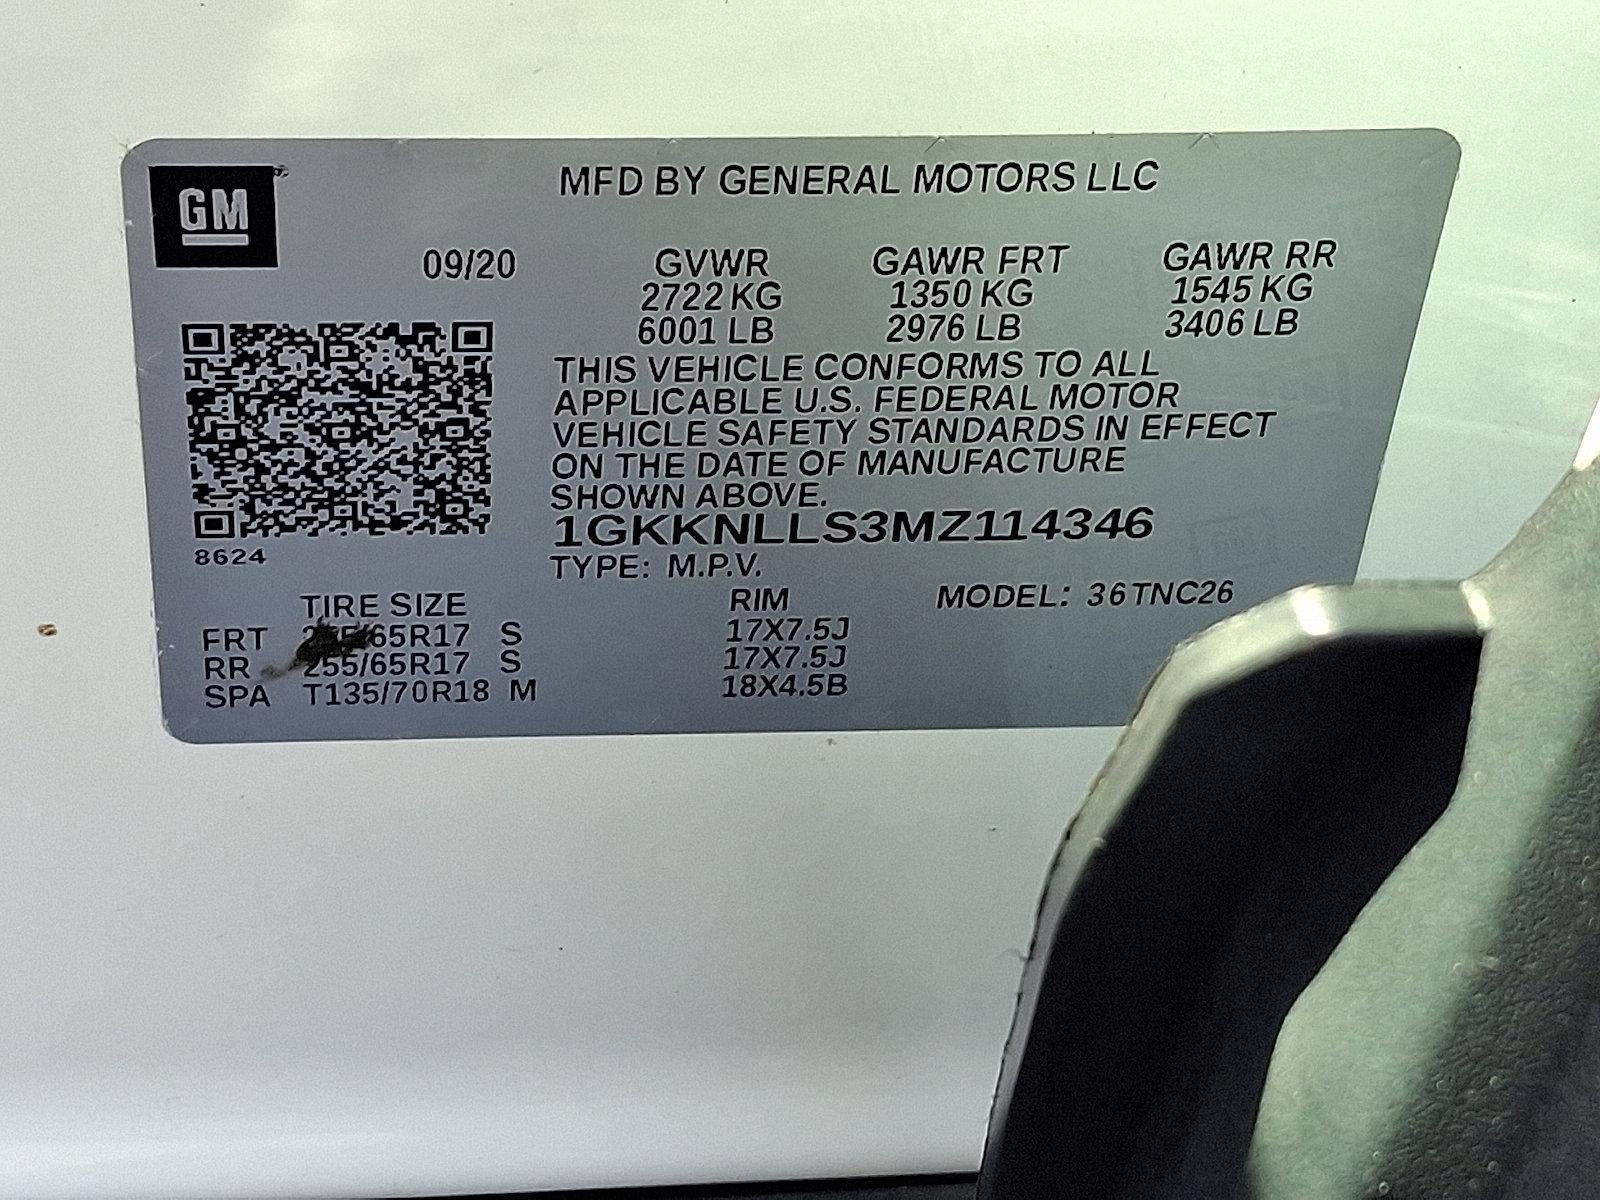 GM
MFD BY GENERAL MOTORS LLC
09/20
GVWR GAWR FRT GAWR RR
2722 KG 1350 KG 1545 KG
6001 LB 2976 LB 3406 LB
THIS VEHICLE CONFORMS TO ALL
APPLICABLE U.S. FEDERAL MOTOR
VEHICLE SAFETY STANDARDS IN EFFECT
ON THE DATE OF MANUFACTURE
SHOWN ABOVE.
1GKKNLLS3MZ114346
8624
TYPE: M.P.V.
TIRE SIZE RIM MODEL: 36TNC26
FRT S 17X7.5J
RR 255/65R17 S 17X7.5J
SPA T135/70R18 M 18X4.5B